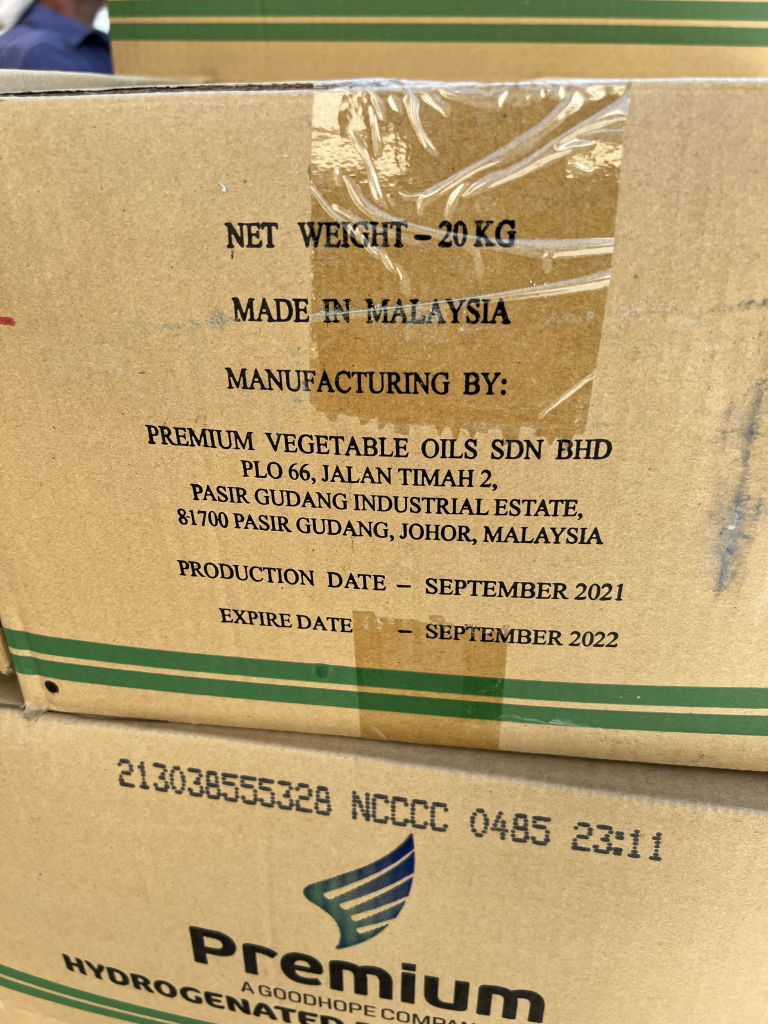 NET WEIGHT - 20 KG
MADE IN MALAYSIA
MANUFACTURING BY:
PREMIUM VEGETABLE OILS SDN BHD
PLO 66, JALAN TIMAH 2,
PASIR GUDANG INDUSTRIAL ESTATE,
81700 PASIR GUDANG, JOHOR, MALAYSIA
PRODUCTION DATE - SEPTEMBER 2021
EXPIRE DATE - SEPTEMBER 2022
213038555328 NCCCC 0485 23:11
Premium
A GOODHOPE
HYDROGENATED